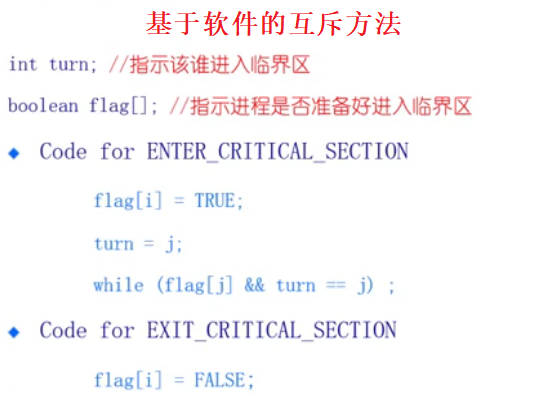 基于软件的互斥方法
int turn; //指示该谁进入临界区
boolean flag[]; //指示进程是否准备好进入临界区
◆ Code for ENTER_CRITICAL_SECTION
flag[i] = TRUE;
turn = j;
while (flag[j] && turn == j) ;
◆ Code for EXIT_CRITICAL_SECTION
flag[i] = FALSE;